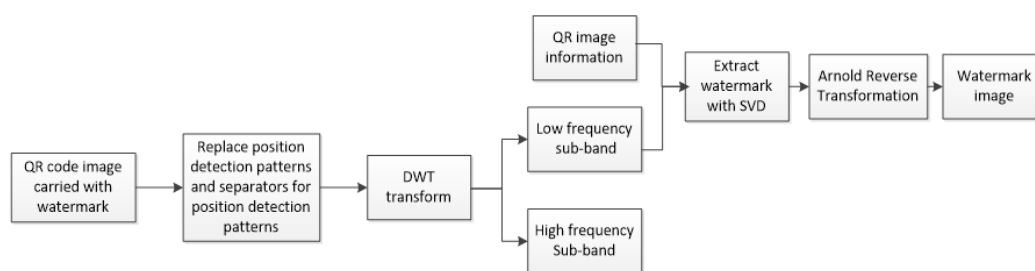 QR code image
carried with
watermark
Replace position
detection patterns
and separators for
position detection
patterns
DWT
transform
QR image
information
Low frequency
sub-band
High frequency
Sub-band
Extract
watermark
with SVD
Arnold Reverse
Transformation
Watermark
image